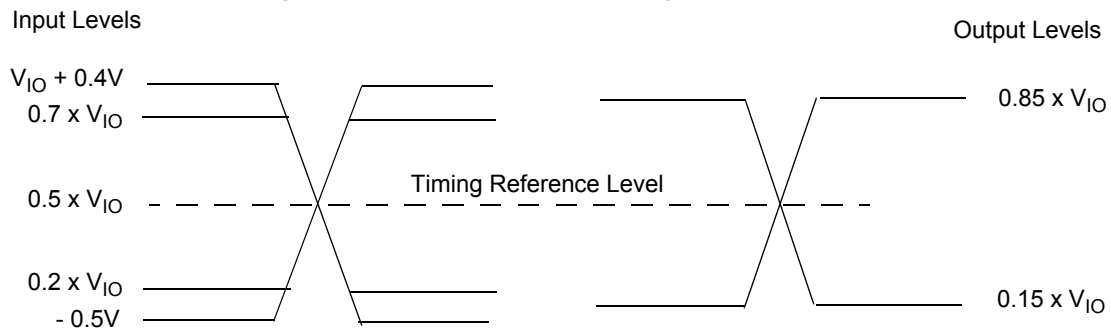 Input Levels
Output Levels
V_IO + 0.4V
0.7 x V_IO
0.85 x V_IO
0.5 x V_IO
Timing Reference Level
0.2 x V_IO
0.15 x V_IO
- 0.5V